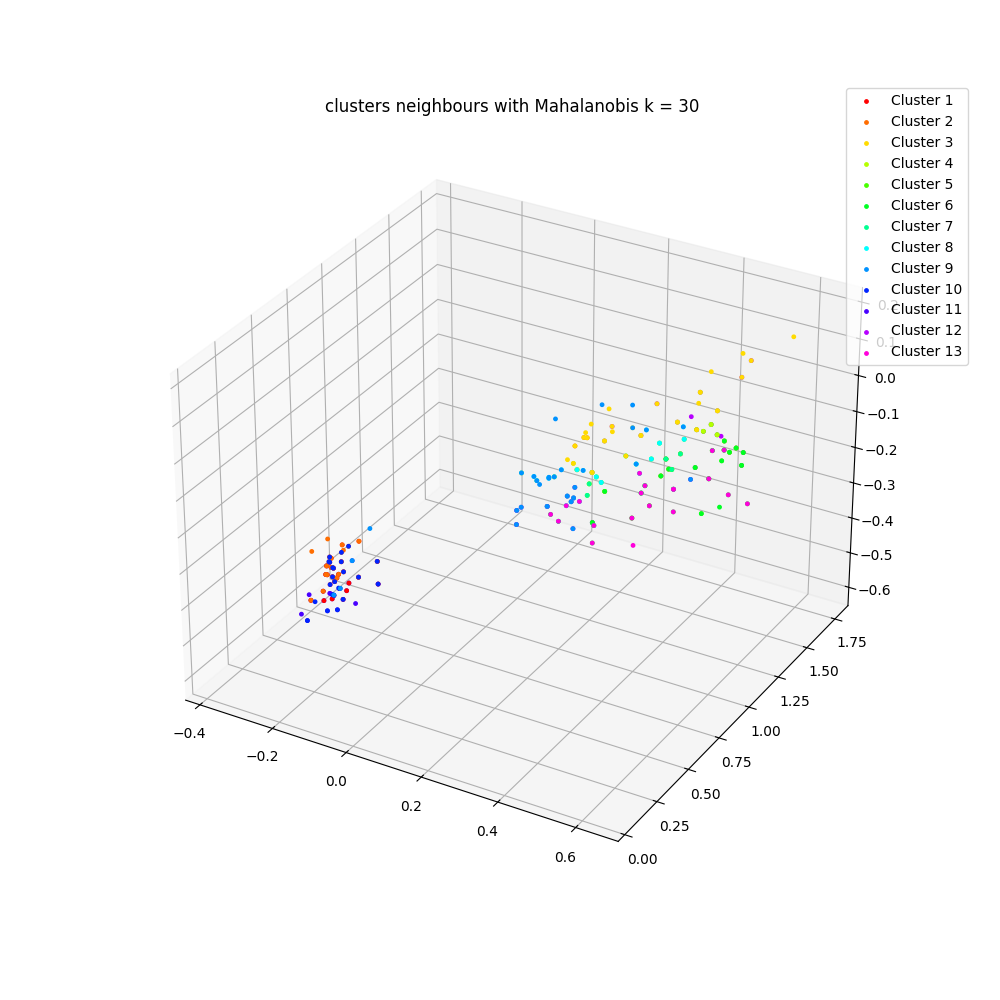 clusters neighbours with Mahalanobis k = 30
Cluster 1
Cluster 2
Cluster 3
Cluster 4
Cluster 5
Cluster 6
Cluster 7
Cluster 8
Cluster 9
Cluster 10
Cluster 11
Cluster 12
Cluster 13
0.2
0.1
0.0
−0.1
−0.2
−0.3
−0.4
−0.5
−0.6
1.75
1.50
1.25
1.00
0.75
0.50
0.25
0.00
−0.4
−0.2
0.0
0.2
0.4
0.6